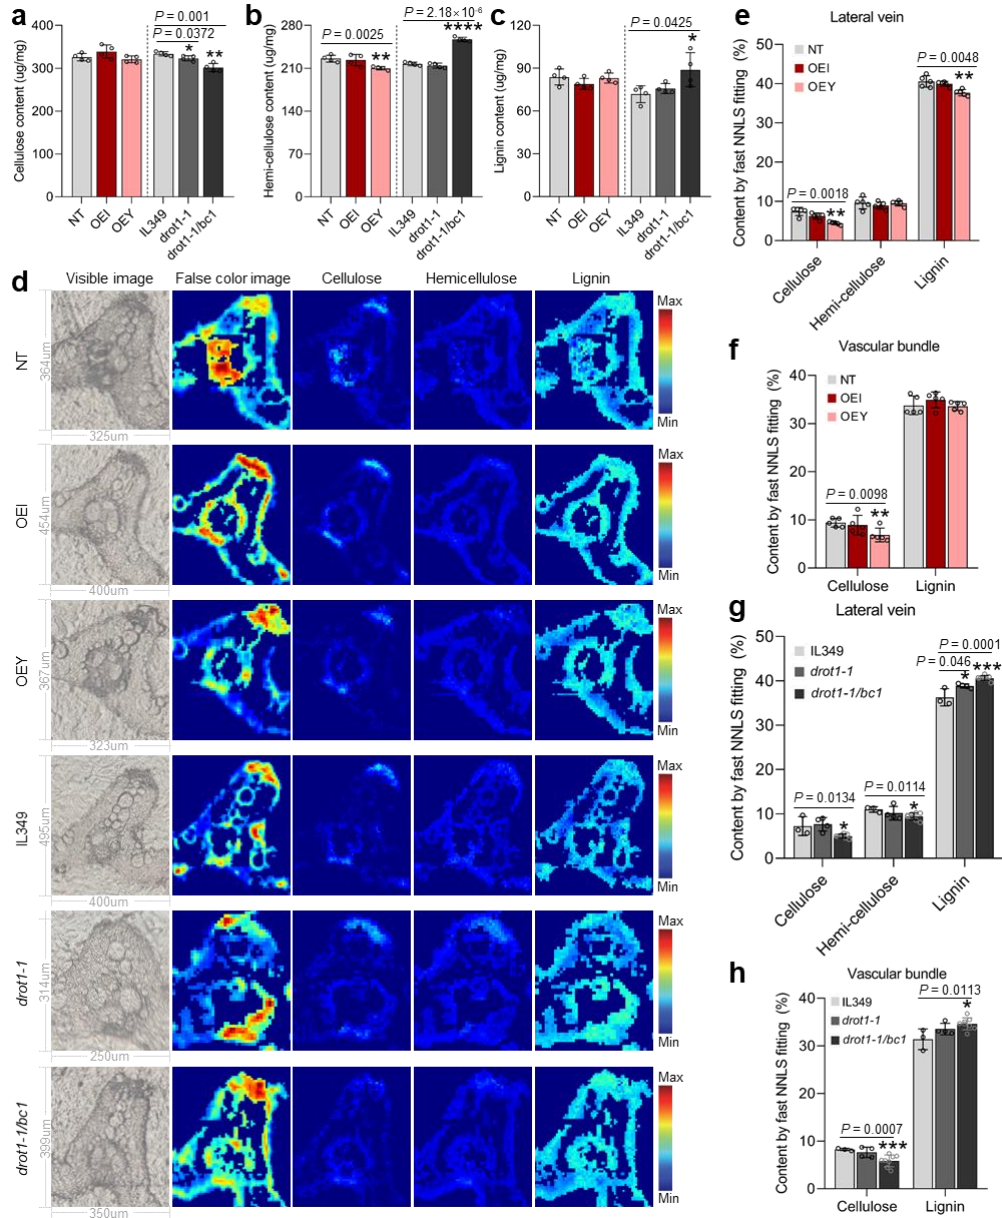 a
P = 0.001
P = 0.0372
*
**
Cellulose content (ug/mg)
400
300
200
100
0
NT
OEI
OEY
IL349
drot1-1
drot1-1/bc1
b
P = 2.18×10⁻⁶
****
P = 0.0025
**
Hemi-cellulose content (ug/mg)
280
210
140
70
0
NT
OEI
OEY
IL349
drot1-1
drot1-1/bc1
c
P = 0.0425
*
Lignin content (ug/mg)
120
90
60
30
0
NT
OEI
OEY
IL349
drot1-1
drot1-1/bc1
d
Visible image
False color image
Cellulose
Hemicellulose
Lignin
NT
364um
325um
Max
Min
OEI
454um
400um
Max
Min
OEY
367um
323um
Max
Min
IL349
495um
400um
Max
Min
drot1-1
314um
250um
Max
Min
drot1-1/bc1
399um
350um
Max
Min
e
Lateral vein
NT
OEI
OEY
P = 0.0048
**
P = 0.0018
**
Content by fast NNLS fitting (%)
50
40
30
20
10
0
Cellulose
Hemi-cellulose
Lignin
f
Vascular bundle
NT
OEI
OEY
P = 0.0098
**
Content by fast NNLS fitting (%)
40
30
20
10
0
Cellulose
Lignin
g
Lateral vein
IL349
drot1-1
drot1-1/bc1
P = 0.0001
P = 0.046
*
***
P = 0.0134
*
P = 0.0114
*
Content by fast NNLS fitting (%)
50
40
30
20
10
0
Cellulose
Hemi-cellulose
Lignin
h
Vascular bundle
IL349
drot1-1
drot1-1/bc1
P = 0.0113
*
P = 0.0007
***
Content by fast NNLS fitting (%)
40
30
20
10
0
Cellulose
Lignin